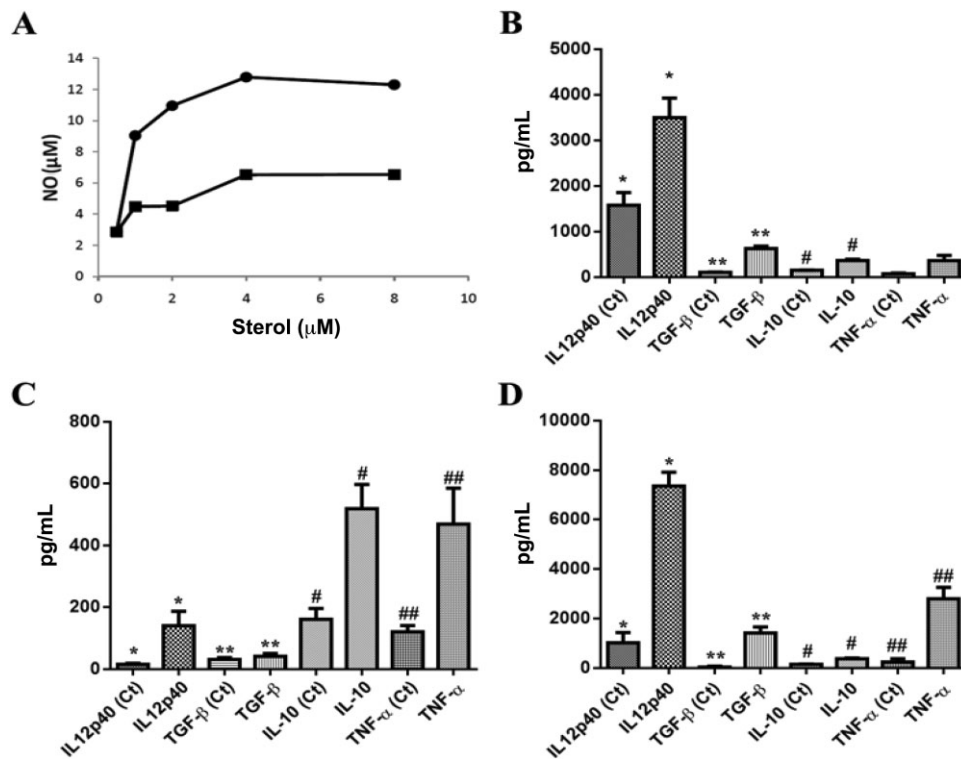 A
14
12
10
8
6
4
2
0
NO (μM)
0 2 4 6 8 10
Sterol (μM)
B
5000
4000
3000
2000
1000
0
pg/mL
* * ** ** # #
IL12p40 (Ct) IL12p40 TGF-β (Ct) TGF-β IL-10 (Ct) IL-10 TNF-α (Ct) TNF-α
C
800
600
400
200
0
pg/mL
* * ** ** # # ## ##
IL12p40 (Ct) IL12p40 TGF-β (Ct) TGF-β IL-10 (Ct) IL-10 TNF-α (Ct) TNF-α
D
10000
8000
6000
4000
2000
0
pg/mL
* * ** ** # # ## ##
IL12p40 (Ct) IL12p40 TGF-β (Ct) TGF-β IL-10 (Ct) IL-10 TNF-α (Ct) TNF-α